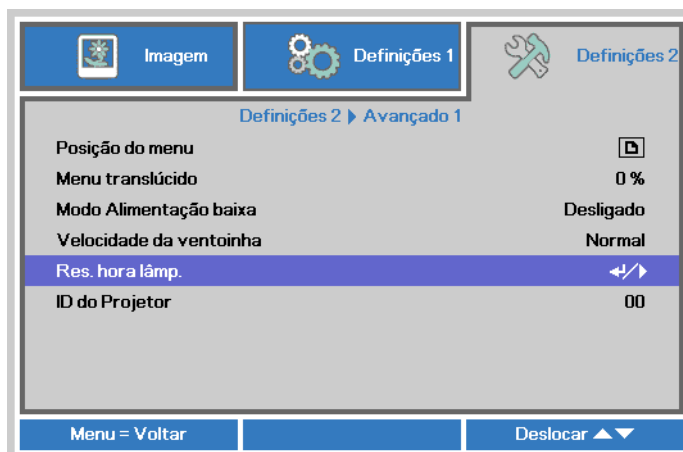 Imagem
Definições 1
Definições 2
Definições 2 Avançado 1
Posição do menu
Menu translúcido 0 %
Modo Alimentação baixa Desligado
Velocidade da ventoinha Normal
Res. hora lâmp.
ID do Projetor 00
Menu = Voltar Deslocar